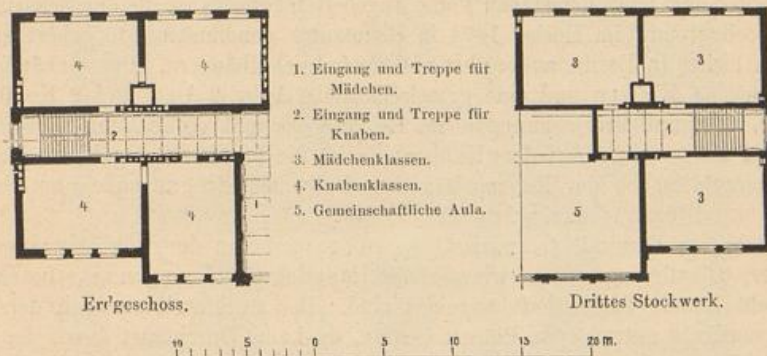 4
4
2
4
4
1
Erdgeschoss.
1. Eingang und Treppe für
Mädchen.
2. Eingang und Treppe für
Knaben.
3. Mädchenklassen.
4. Knabenklassen.
5. Gemeinschaftliche Aula.
3
3
1
5
3
Drittes Stockwerk.
10 5 0 5 10 15 20 m.